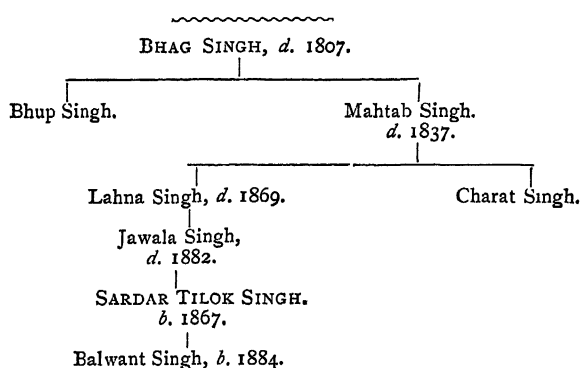 BHAG SINGH, d. 1807.
Bhup Singh. Mahtab Singh.
d. 1837.
Lahna Singh, d. 1869. Charat Singh.
Jawala Singh,
d. 1882.
SARDAR TILOK SINGH.
b. 1867.
Balwant Singh, b. 1884.